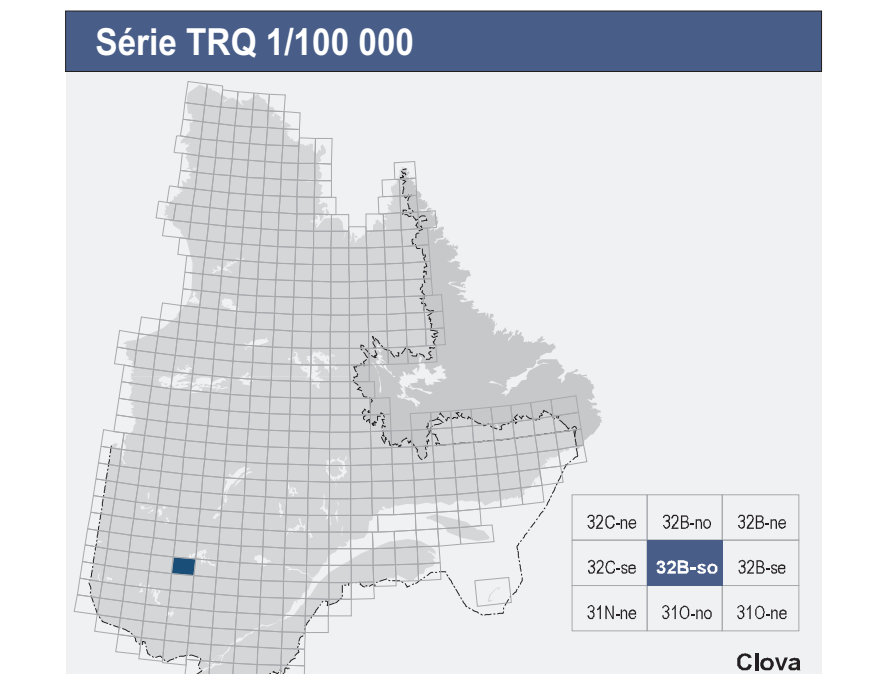 Série TRQ 1/100 000
32C-ne 32B-no 32B-ne
32C-se 32B-so 32B-se
31N-ne 31O-no 31O-ne
Clova